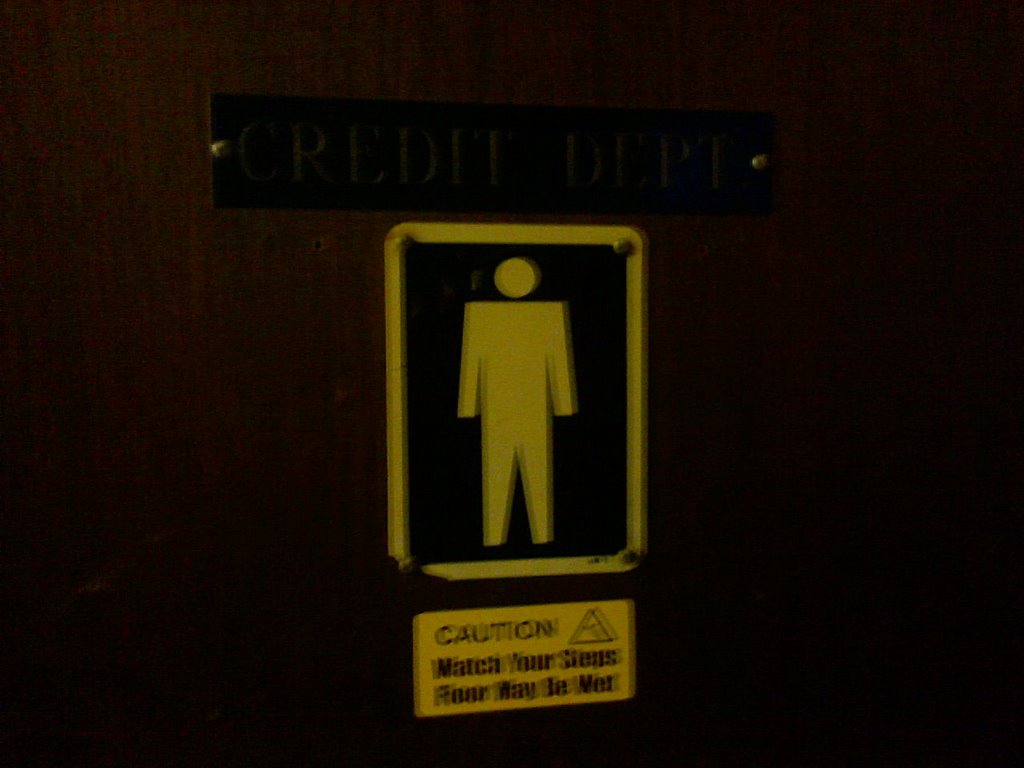 CREDIT DEPT.
CAUTION
Watch Your Steps
Floor May Be Wet